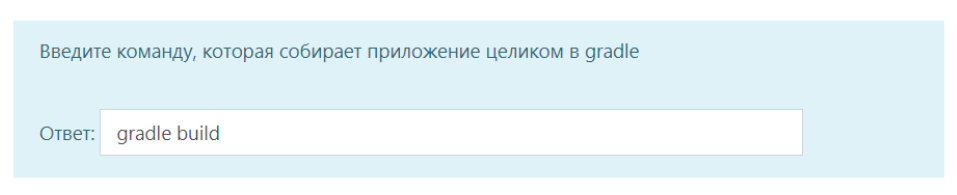 Введите команду, которая собирает приложение целиком в gradle
Ответ: gradle build